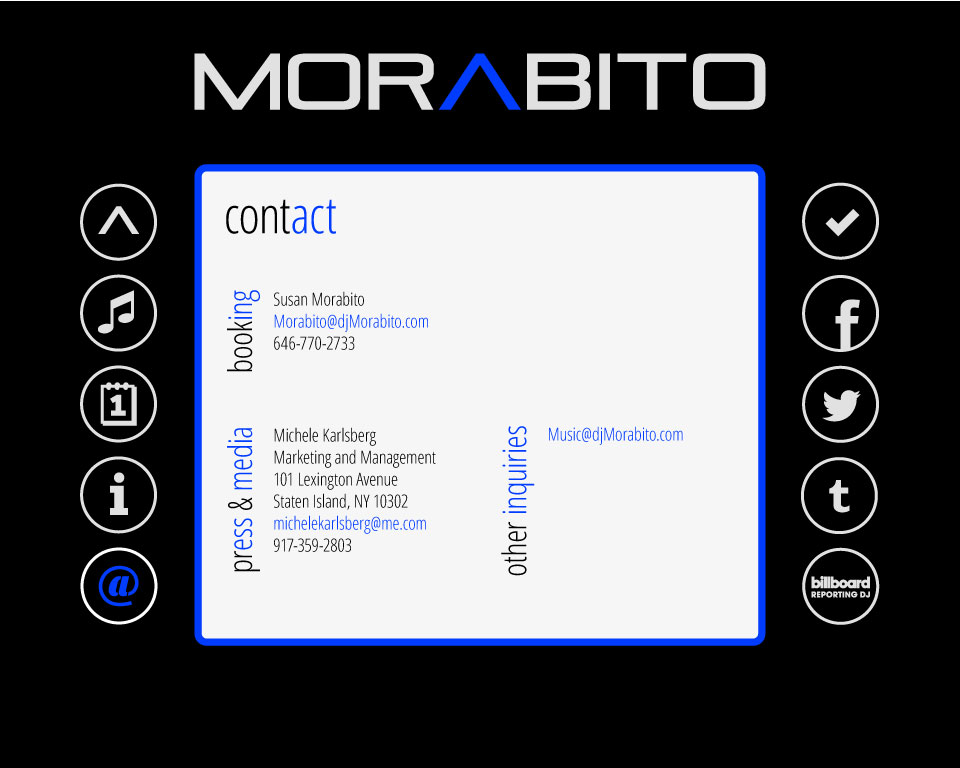 MORΛBITO
contact
booking
Susan Morabito
Morabito@djMorabito.com
646-770-2733
press & media
Michele Karlsberg
Marketing and Management
101 Lexington Avenue
Staten Island, NY 10302
michelekarlsberg@me.com
917-359-2803
other inquiries
Music@djMorabito.com
1
i
@
f
t
billboard
REPORTING DJ